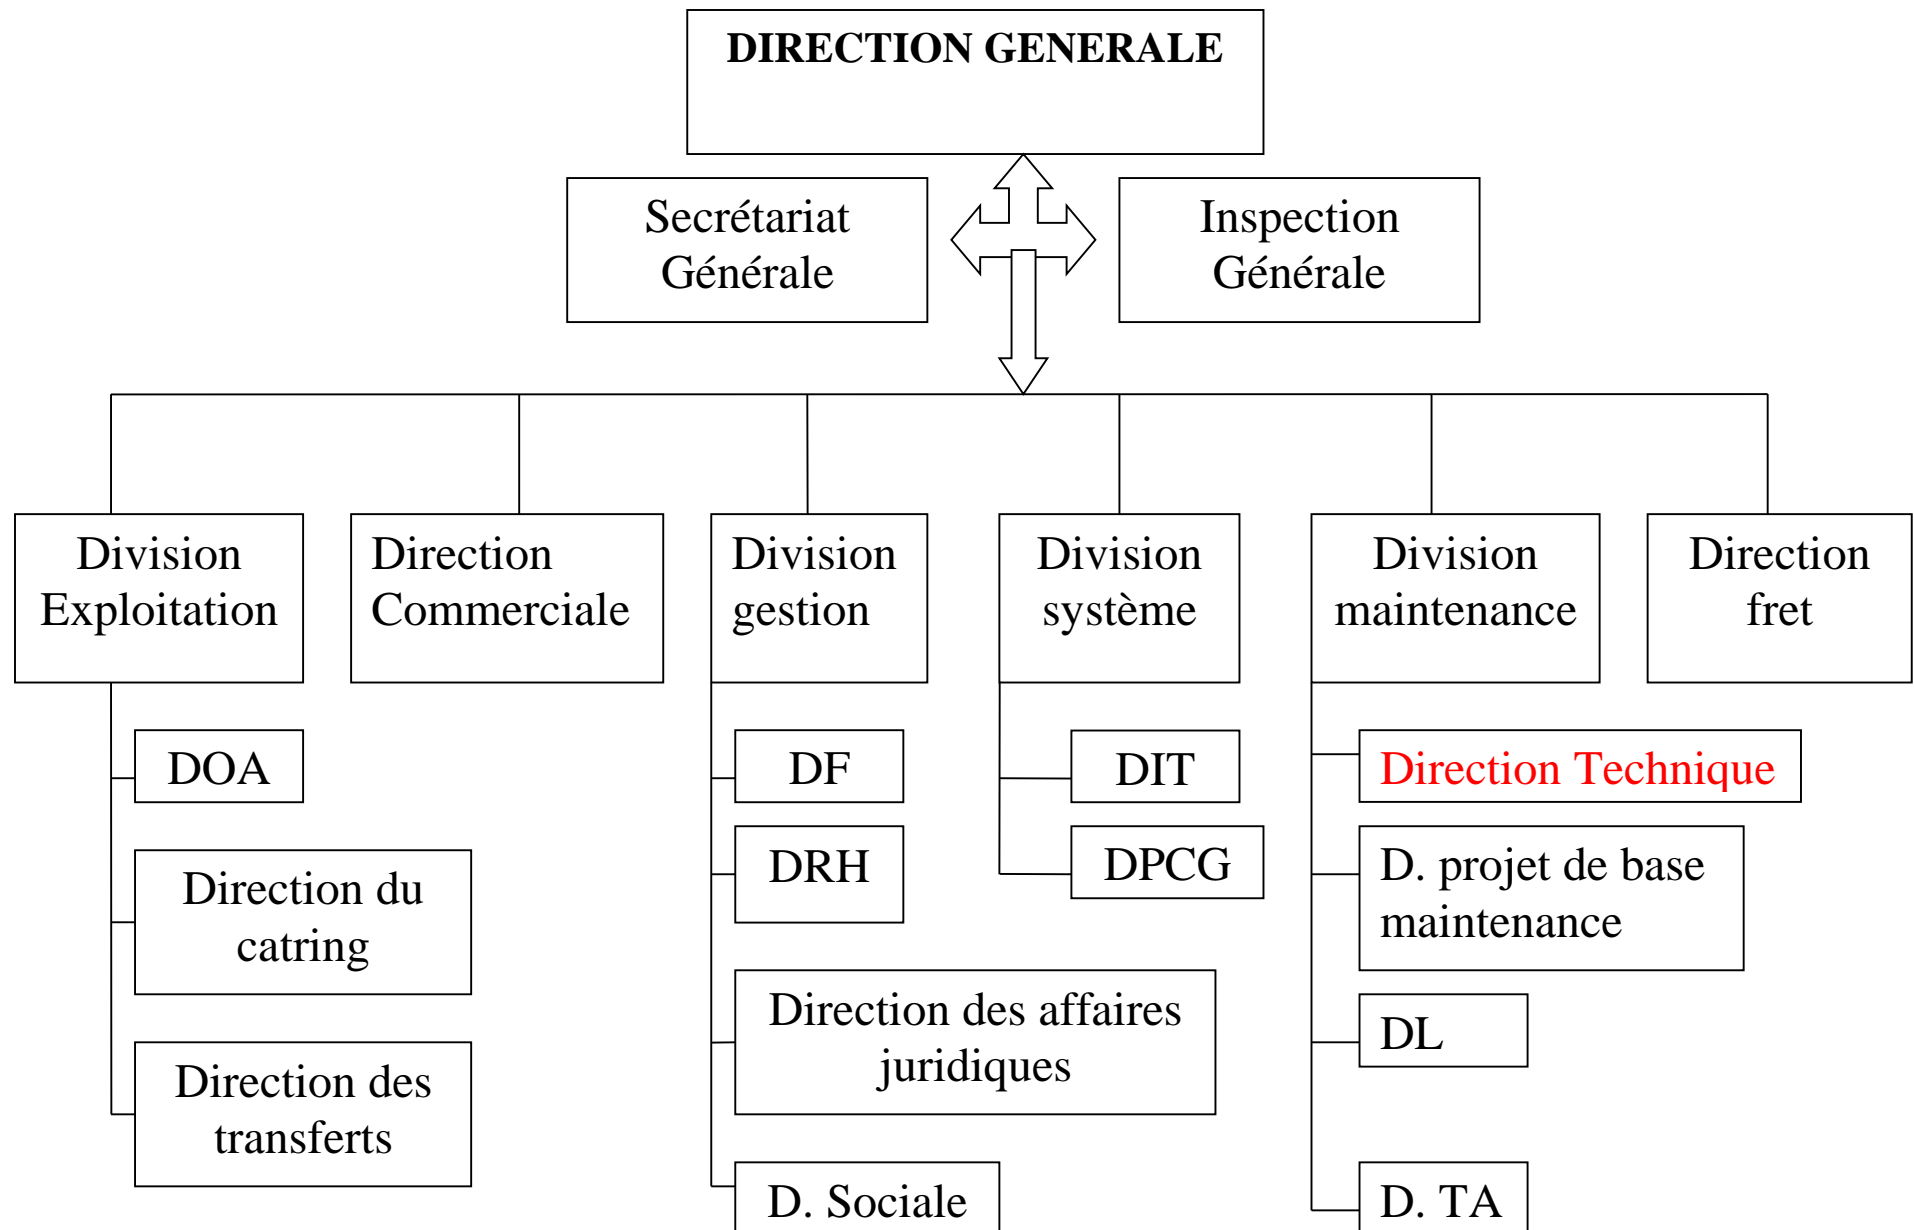 DIRECTION GENERALE
Secrétariat
Générale
Inspection
Générale
Division
Exploitation
Direction
Commerciale
Division
gestion
Division
système
Division
maintenance
Direction
fret
DOA
Direction du
catring
Direction des
transferts
DF
DRH
Direction des affaires
juridiques
D. Sociale
DIT
DPCG
Direction Technique
D. projet de base
maintenance
DL
D. TA